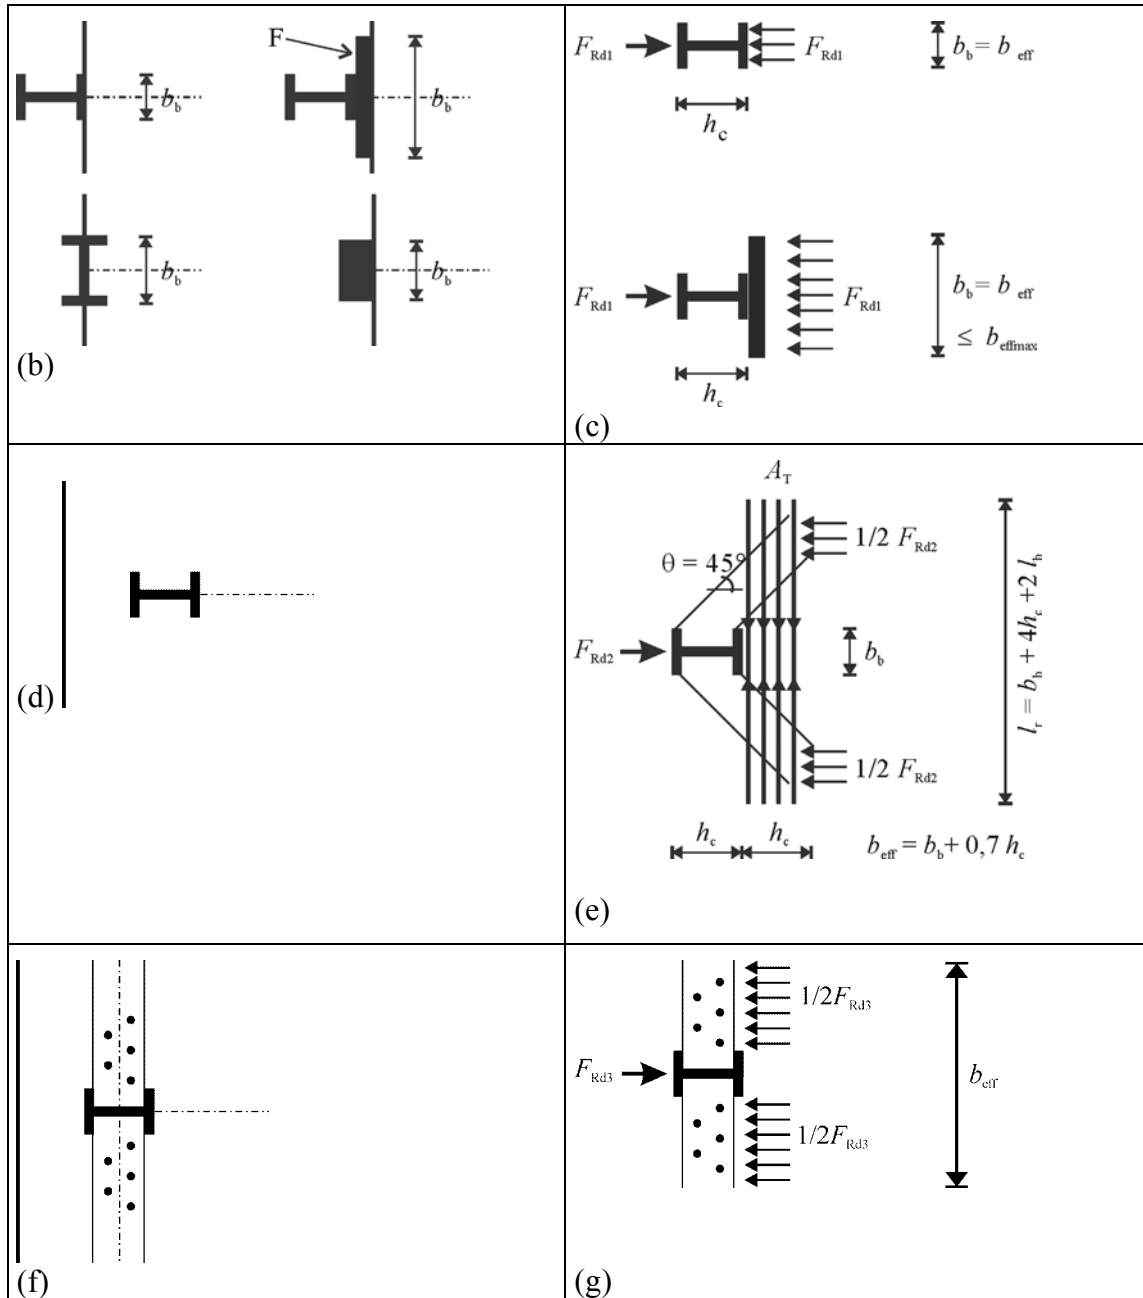 F
b_b
b_b
b_b
b_b
(b)
F_Rd1
F_Rd1
b_b = b_eff
h_c
F_Rd1
F_Rd1
b_b = b_eff
≤ b_effmax
h_c
(c)
(d)
A_T
1/2 F_Rd2
θ = 45°
F_Rd2
b_b
l_r = b_b + 4h_c + 2 l_b
1/2 F_Rd2
h_c
h_c
b_eff = b_b + 0,7 h_c
(e)
(f)
1/2F_Rd3
F_Rd3
b_eff
1/2F_Rd3
(g)